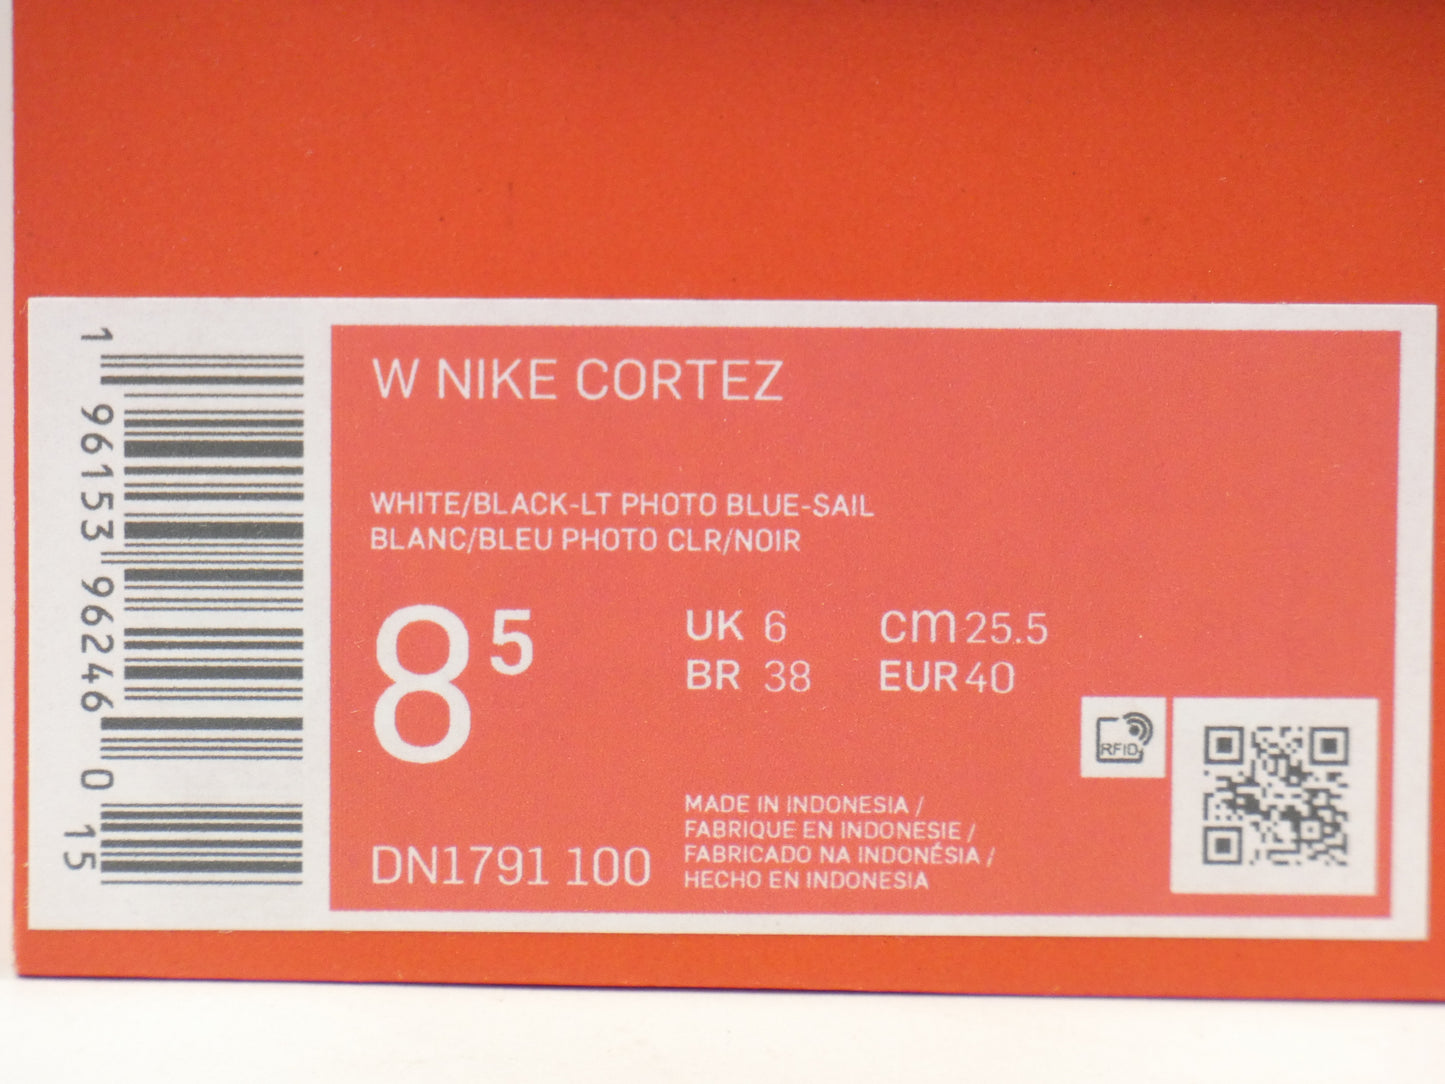 1 96153 96246 0
15
W NIKE CORTEZ
WHITE/BLACK-LT PHOTO BLUE-SAIL
BLANC/BLEU PHOTO CLR/NOIR
8 5
UK 6 cm 25.5
BR 38 EUR 40
RFID
DN1791 100
MADE IN INDONESIA /
FABRIQUE EN INDONESIE /
FABRICADO NA INDONÉSIA /
HECHO EN INDONESIA